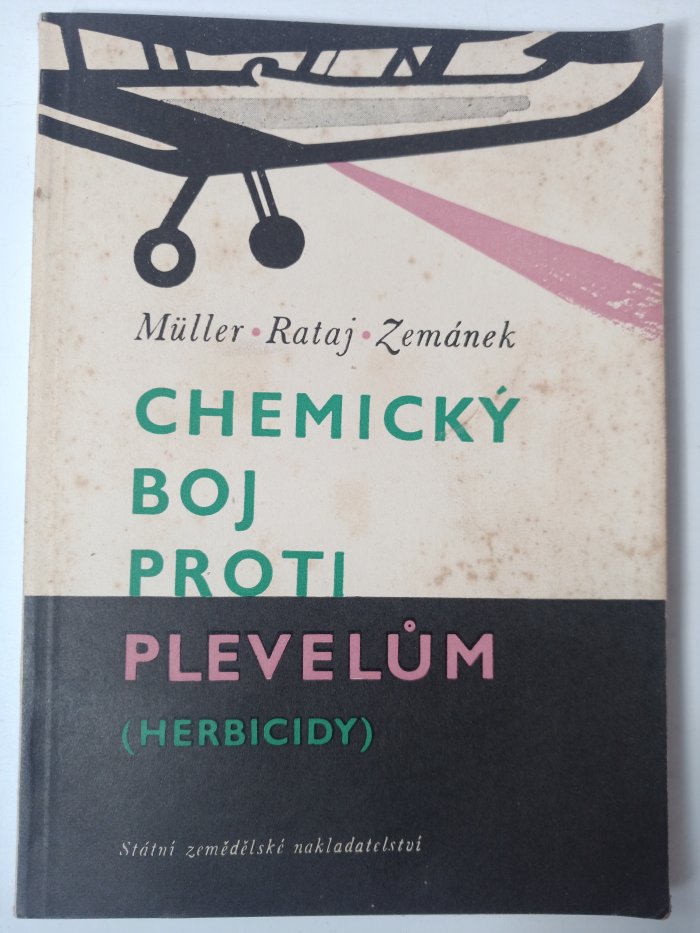 Müller • Rataj • Zemánek
CHEMICKÝ
BOJ
PROTI
PLEVELŮM
(HERBICIDY)
Státní zemědělské nakladatelství